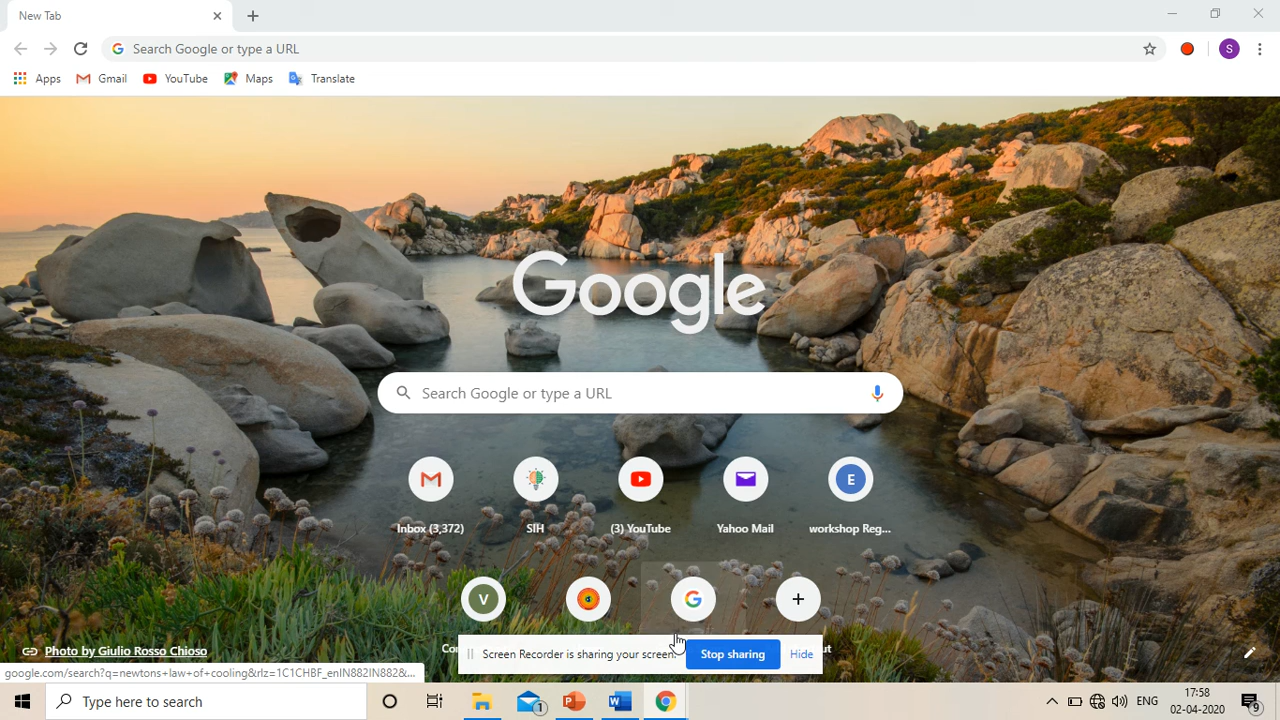 New Tab
Search Google or type a URL
S
Apps Gmail YouTube Maps Translate
Google
Search Google or type a URL
E
Inbox (3,372) SIH (3) YouTube Yahoo Mail workshop Reg...
V
Screen Recorder is sharing your screen. Stop sharing Hide
Photo by Giulio Rosso Chioso
google.com/search?q=newtons+law+of+cooling&rlz=1C1CHBF_enIN882IN882&...
Type here to search
1
ENG
17:58
02-04-2020
9